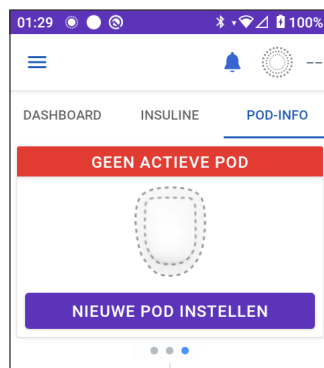 01:29 100%
--
DASHBOARD INSULINE POD-INFO
GEEN ACTIEVE POD
NIEUWE POD INSTELLEN